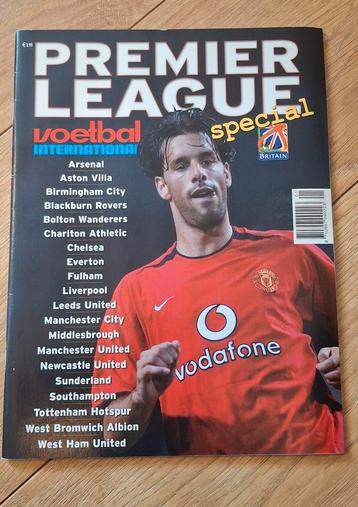 PREMIER
LEAGUE
special
voetbal
INTERNATIONAL
BRITAIN
Arsenal
Aston Villa
Birmingham City
Blackburn Rovers
Bolton Wanderers
Charlton Athletic
Chelsea
Everton
Fulham
Liverpool
Leeds United
Manchester City
Middlesbrough
Manchester United
Newcastle United
Sunderland
Southampton
Tottenham Hotspur
West Bromwich Albion
West Ham United
vodafone